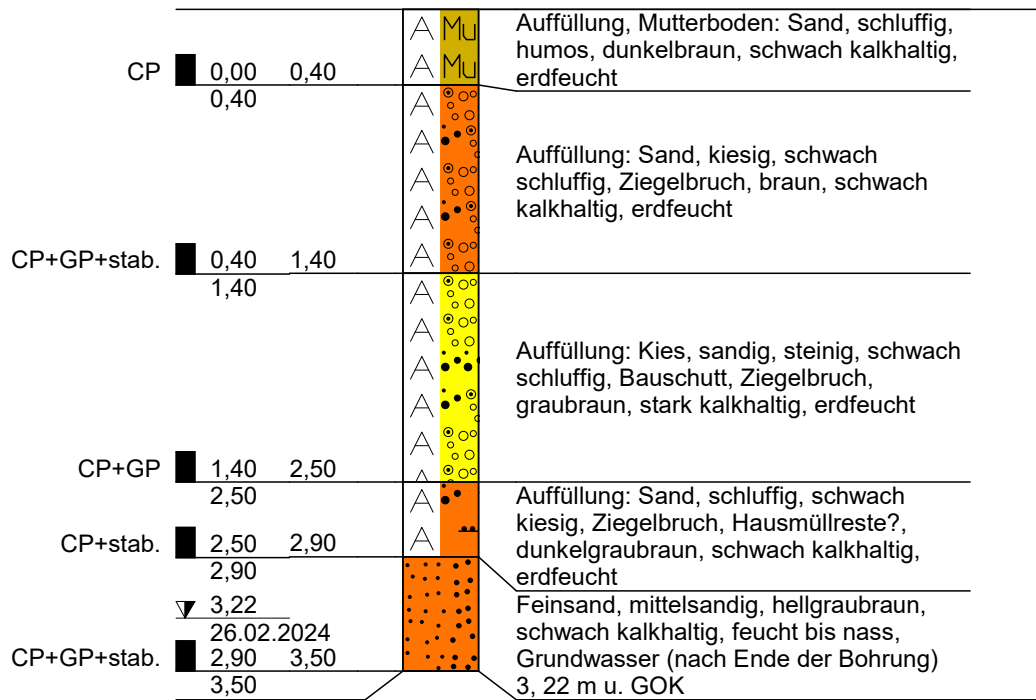 A Mu
Auffüllung, Mutterboden: Sand, schluffig,
humos, dunkelbraun, schwach kalkhaltig,
erdfeucht
A Mu
CP 0,00 0,40
0,40
A
A
A
A
A
Auffüllung: Sand, kiesig, schwach
schluffig, Ziegelbruch, braun, schwach
kalkhaltig, erdfeucht
CP+GP+stab. 0,40 1,40
1,40
A
A
A
A
A
A
Auffüllung: Kies, sandig, steinig, schwach
schluffig, Bauschutt, Ziegelbruch,
graubraun, stark kalkhaltig, erdfeucht
CP+GP 1,40 2,50
2,50
A
A
Auffüllung: Sand, schluffig, schwach
kiesig, Ziegelbruch, Hausmüllreste?,
dunkelgraubraun, schwach kalkhaltig,
erdfeucht
CP+stab. 2,50 2,90
2,90
3,22
26.02.2024
Feinsand, mittelsandig, hellgraubraun,
schwach kalkhaltig, feucht bis nass,
Grundwasser (nach Ende der Bohrung)
3, 22 m u. GOK
CP+GP+stab. 2,90 3,50
3,50